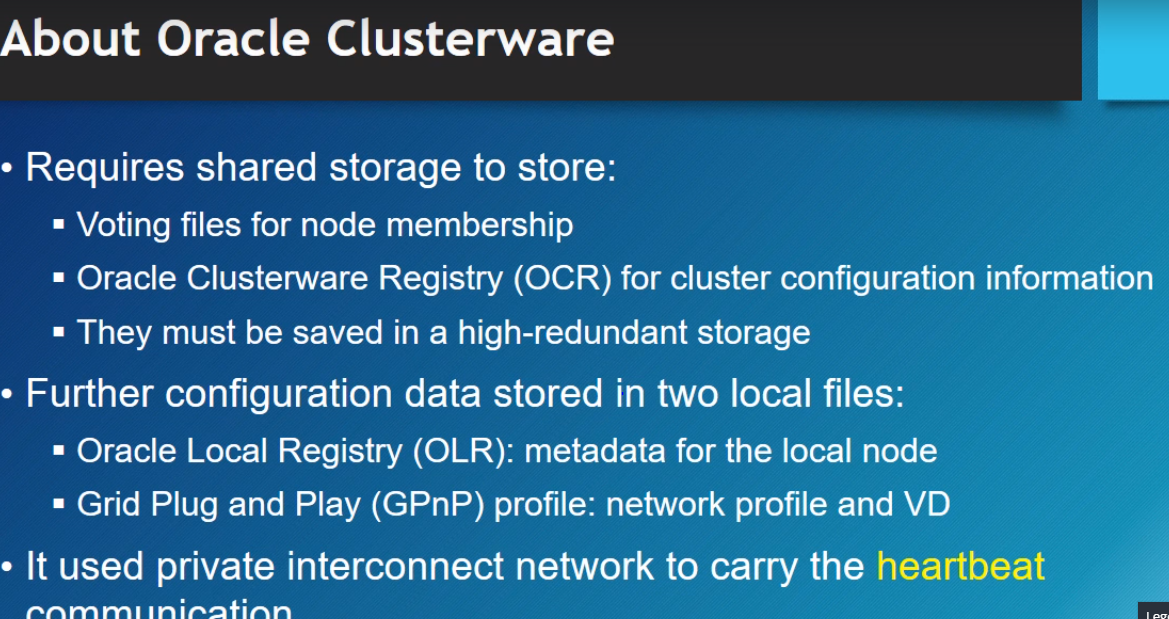 About Oracle Clusterware
• Requires shared storage to store:
▪ Voting files for node membership
▪ Oracle Clusterware Registry (OCR) for cluster configuration information
▪ They must be saved in a high-redundant storage
• Further configuration data stored in two local files:
▪ Oracle Local Registry (OLR): metadata for the local node
▪ Grid Plug and Play (GPnP) profile: network profile and VD
• It used private interconnect network to carry the heartbeat
communication